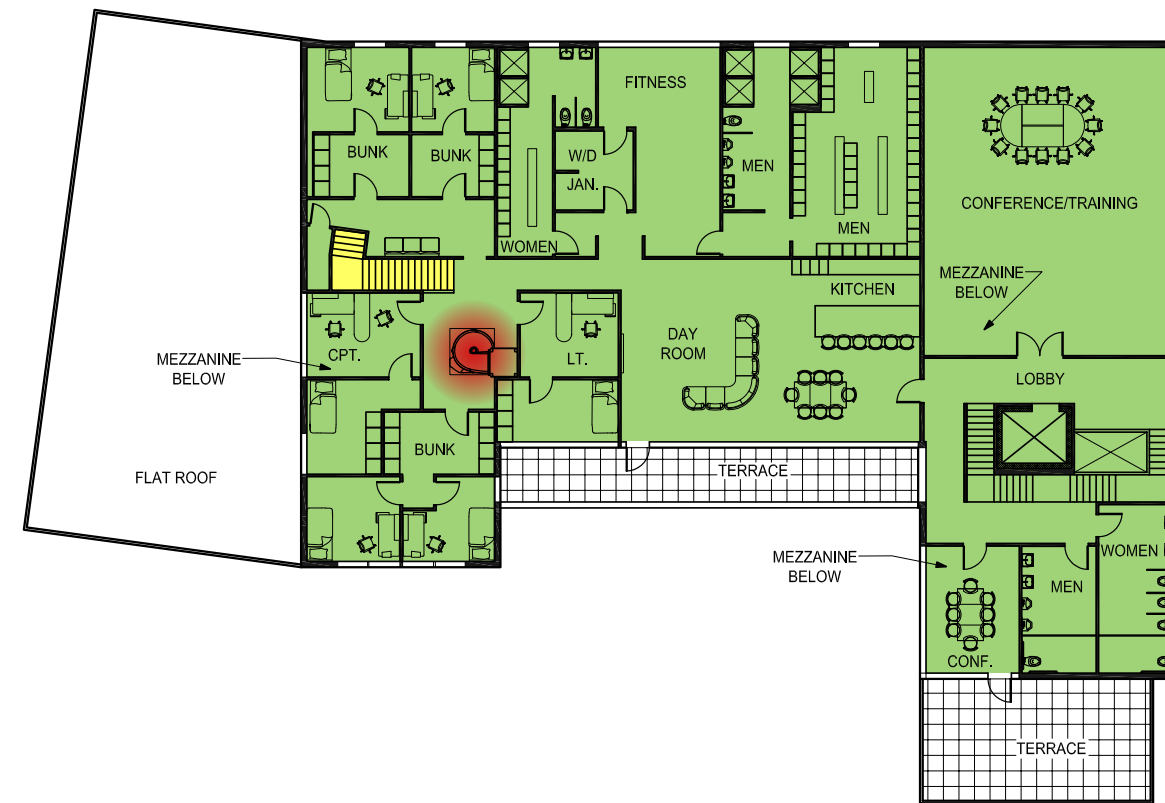 FITNESS
BUNK
BUNK
W/D
JAN.
MEN
WOMEN
MEN
CONFERENCE/TRAINING
MEZZANINE
BELOW
KITCHEN
DAY
ROOM
CPT.
LT.
MEZZANINE
BELOW
LOBBY
BUNK
FLAT ROOF
TERRACE
MEZZANINE
BELOW
WOMEN
MEN
CONF.
TERRACE